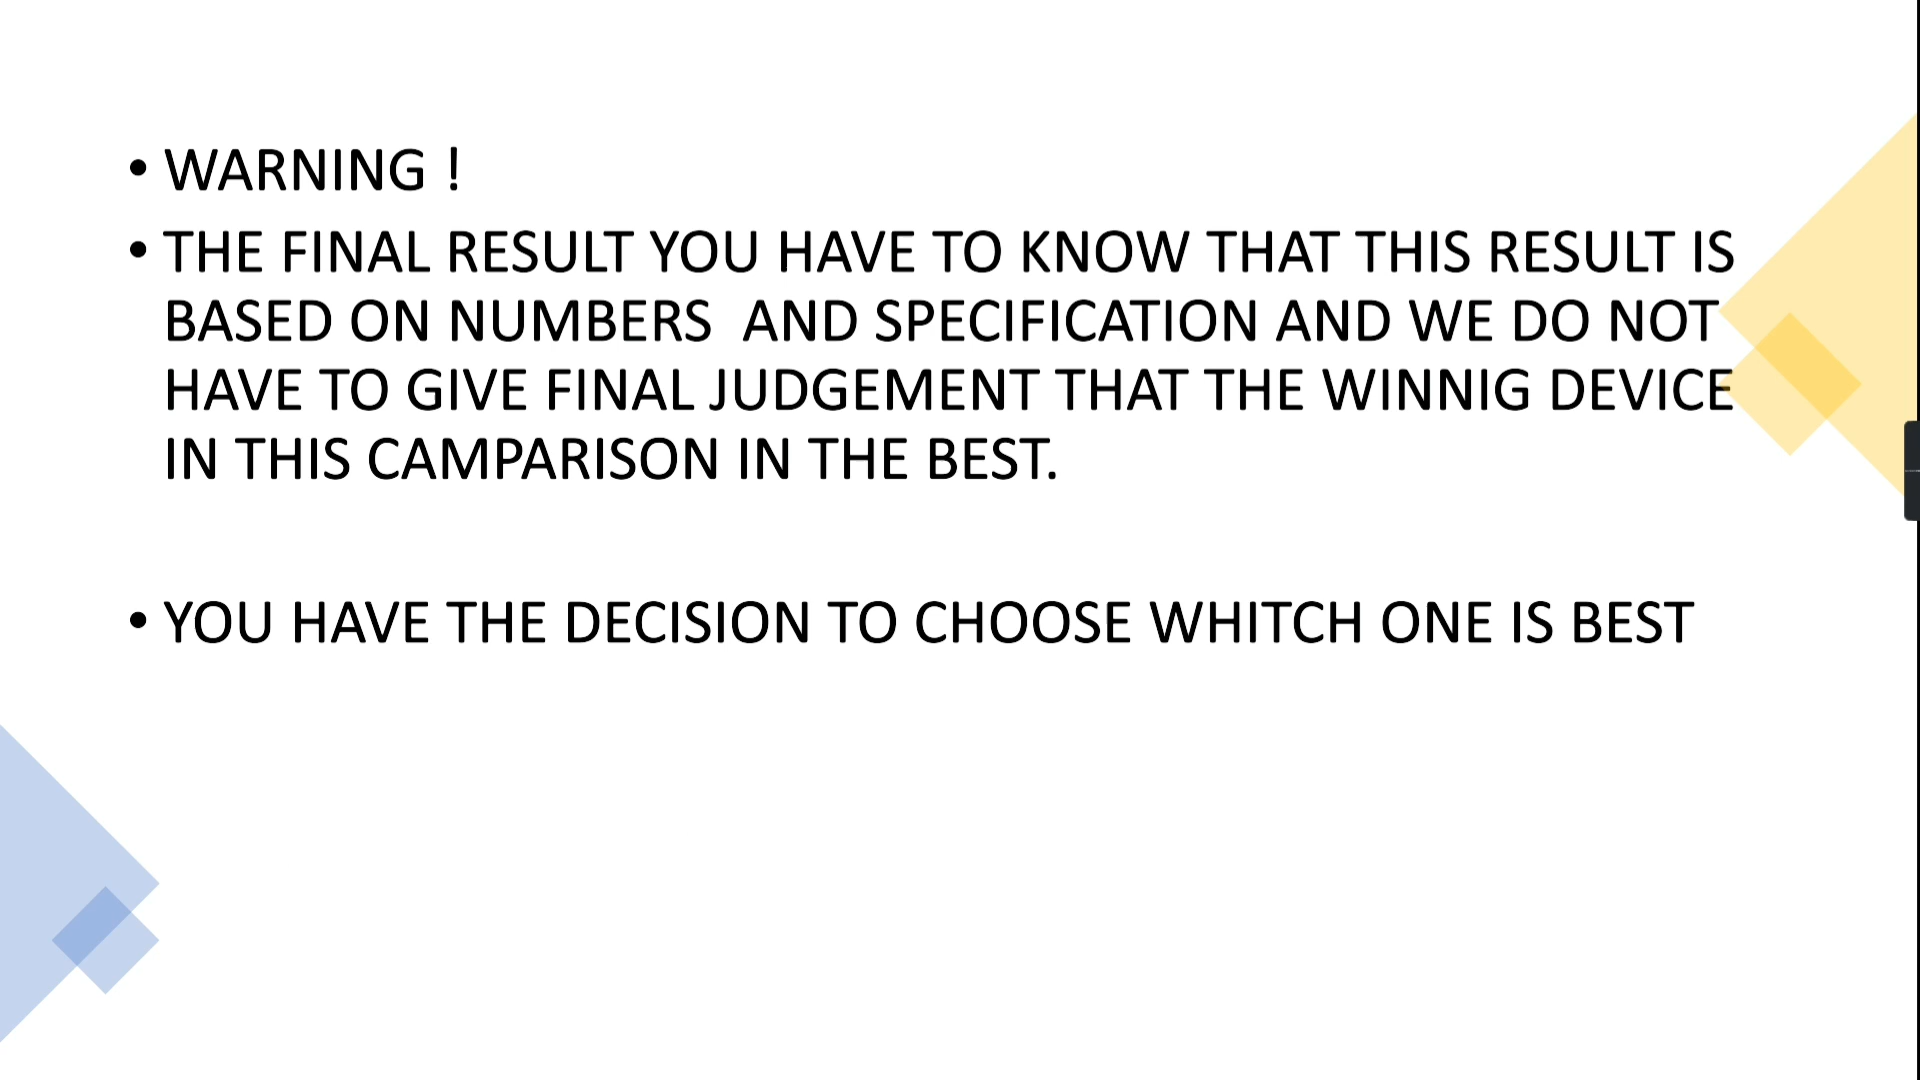 • WARNING !
• THE FINAL RESULT YOU HAVE TO KNOW THAT THIS RESULT IS
BASED ON NUMBERS  AND SPECIFICATION AND WE DO NOT
HAVE TO GIVE FINAL JUDGEMENT THAT THE WINNIG DEVICE
IN THIS CAMPARISON IN THE BEST.
• YOU HAVE THE DECISION TO CHOOSE WHITCH ONE IS BEST